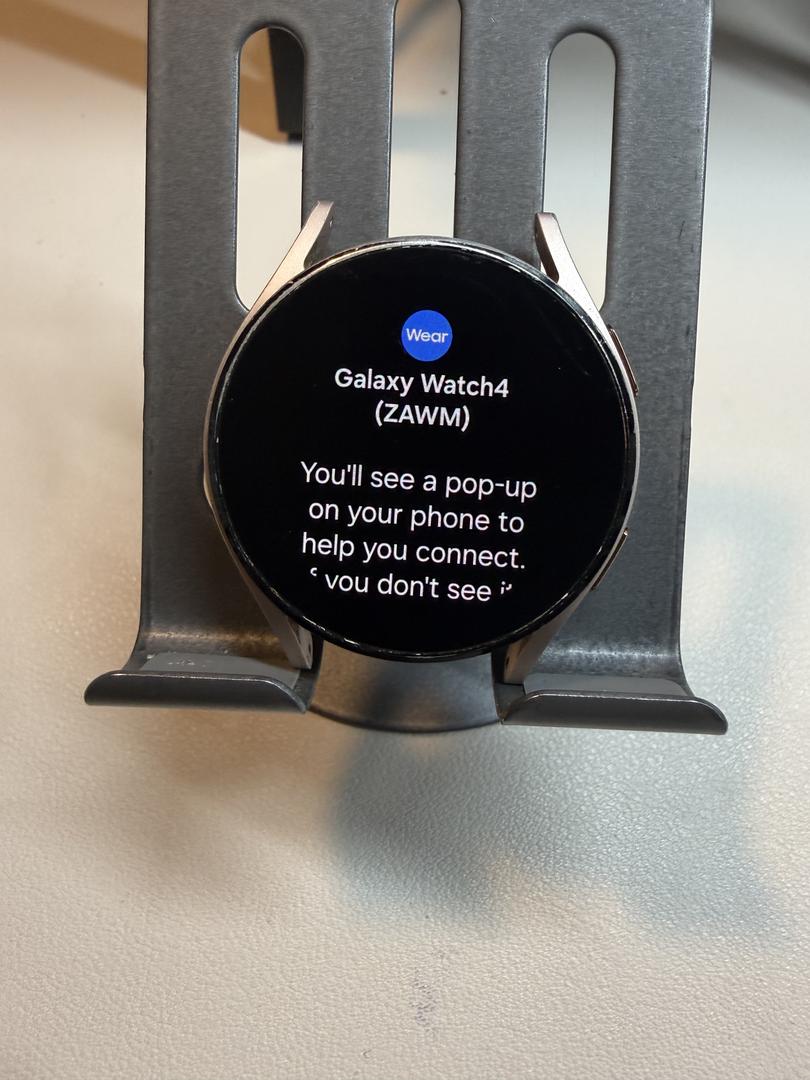 Wear
Galaxy Watch4
(ZAWM)
You'll see a pop-up
on your phone to
help you connect.
you don't see